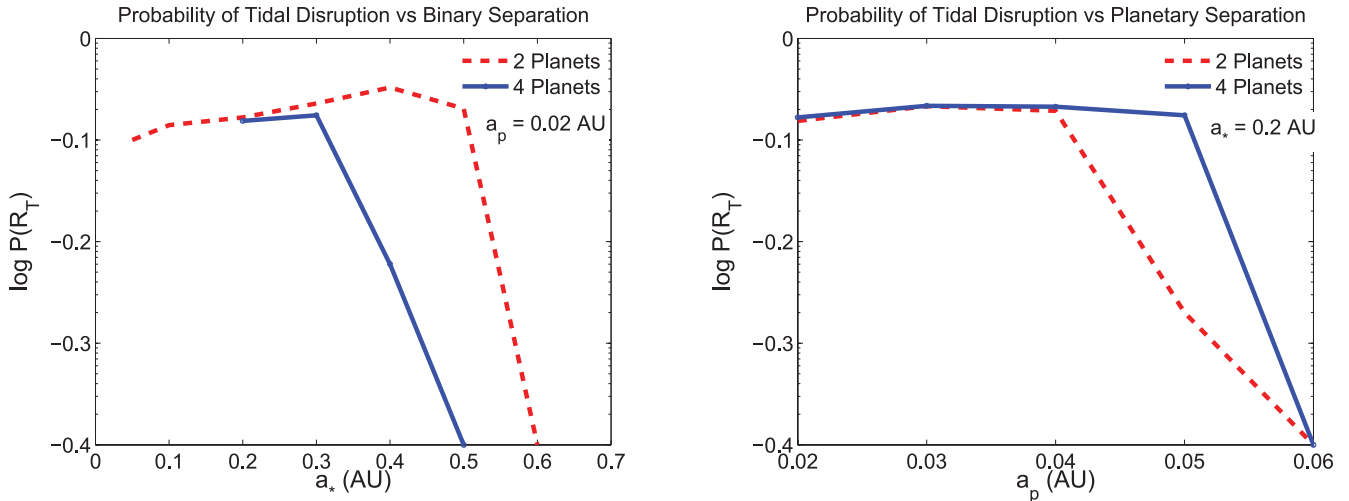 Probability of Tidal Disruption vs Binary Separation
0
−0.1
−0.2
−0.3
−0.4
log P(R_T)
2 Planets
4 Planets
a_p = 0.02 AU
0 0.1 0.2 0.3 0.4 0.5 0.6 0.7
a_* (AU)
Probability of Tidal Disruption vs Planetary Separation
0
−0.1
−0.2
−0.3
−0.4
log P(R_T)
2 Planets
4 Planets
a_* = 0.2 AU
0.02 0.03 0.04 0.05 0.06
a_p (AU)